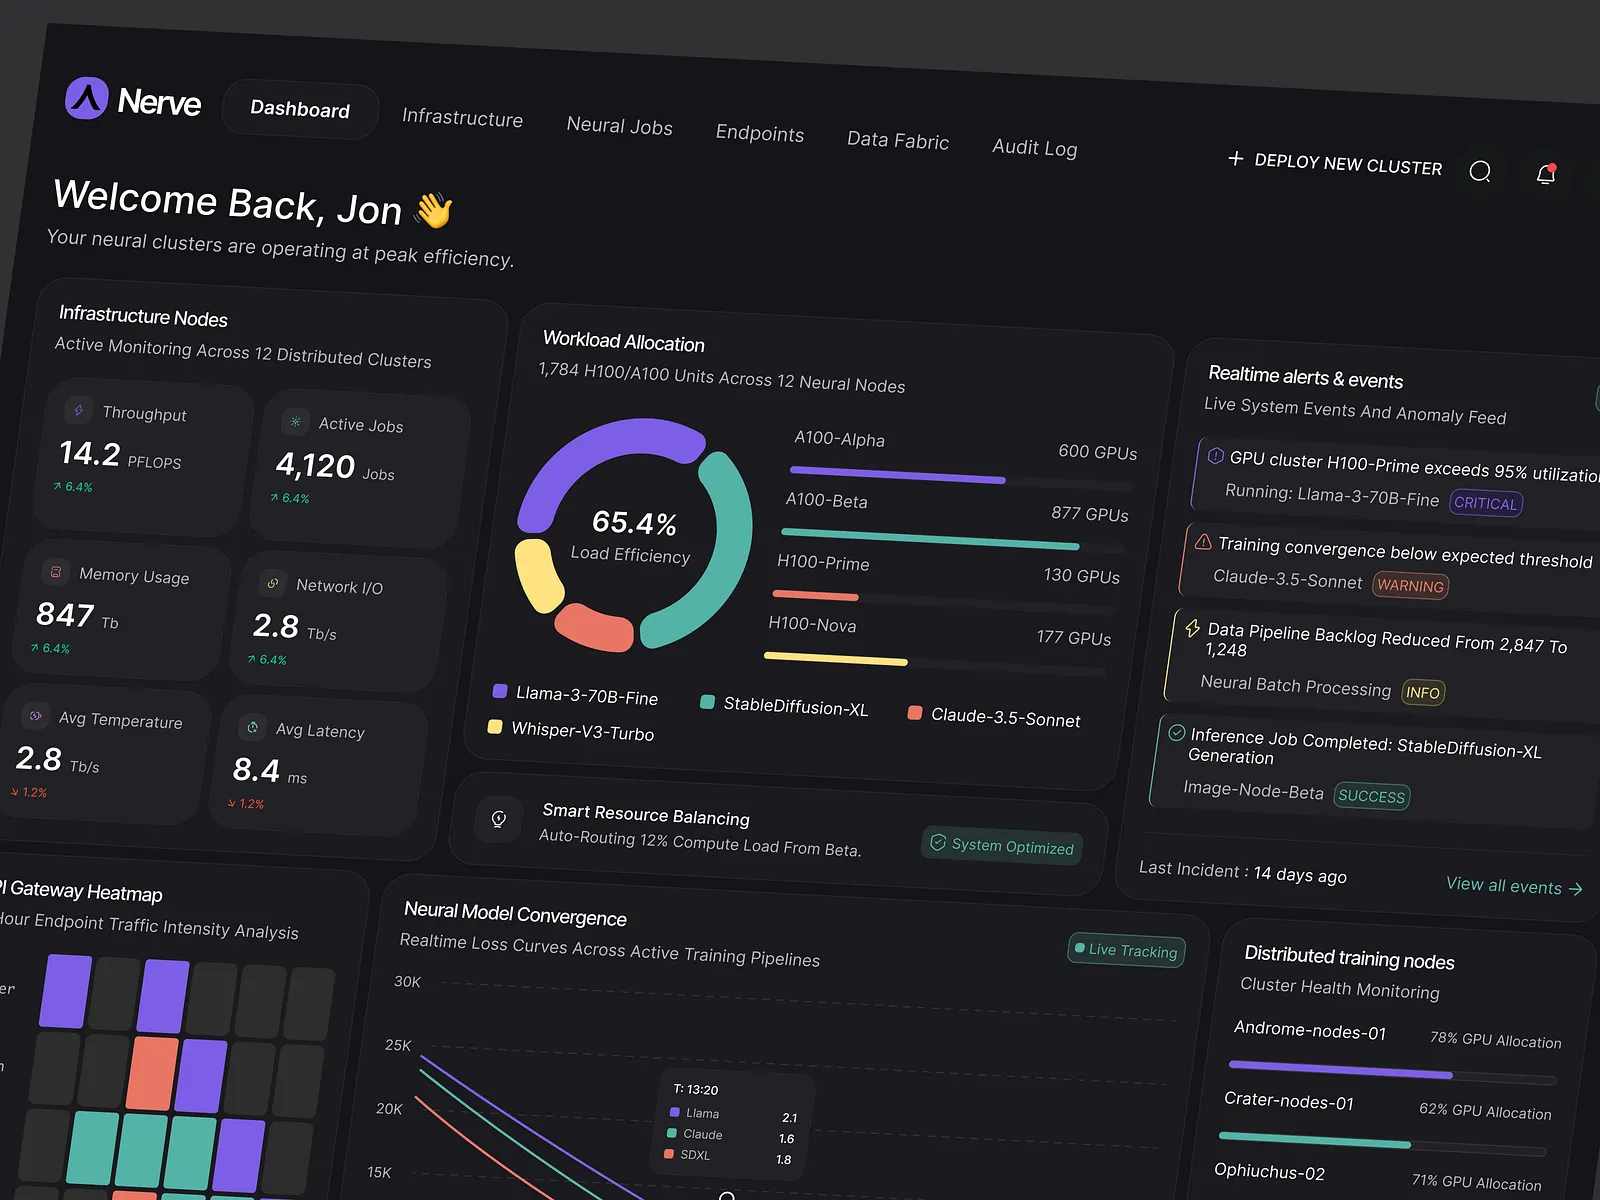 Nerve
Dashboard
Infrastructure
Neural Jobs
Endpoints
Data Fabric
Audit Log
+ DEPLOY NEW CLUSTER
Welcome Back, Jon 👋
Your neural clusters are operating at peak efficiency.
Infrastructure Nodes
Active Monitoring Across 12 Distributed Clusters
Throughput
14.2 PFLOPS
↗ 6.4%
Active Jobs
4,120 Jobs
↗ 6.4%
Memory Usage
847 Tb
↗ 6.4%
Network I/O
2.8 Tb/s
↗ 6.4%
Avg Temperature
2.8 Tb/s
↘ 1.2%
Avg Latency
8.4 ms
↘ 1.2%
Workload Allocation
1,784 H100/A100 Units Across 12 Neural Nodes
65.4%
Load Efficiency
A100-Alpha 600 GPUs
A100-Beta 877 GPUs
H100-Prime 130 GPUs
H100-Nova 177 GPUs
Llama-3-70B-Fine
StableDiffusion-XL
Claude-3.5-Sonnet
Whisper-V3-Turbo
Smart Resource Balancing
Auto-Routing 12% Compute Load From Beta.
System Optimized
Realtime alerts & events
Live System Events And Anomaly Feed
GPU cluster H100-Prime exceeds 95% utilizatio
Running: Llama-3-70B-Fine CRITICAL
Training convergence below expected threshold
Claude-3.5-Sonnet WARNING
Data Pipeline Backlog Reduced From 2,847 To
1,248
Neural Batch Processing INFO
Inference Job Completed: StableDiffusion-XL
Generation
Image-Node-Beta SUCCESS
Last Incident : 14 days ago
View all events →
PI Gateway Heatmap
Hour Endpoint Traffic Intensity Analysis
er
Neural Model Convergence
Realtime Loss Curves Across Active Training Pipelines
Live Tracking
30K
25K
20K
15K
T: 13:20
Llama 2.1
Claude 1.6
SDXL 1.8
Distributed training nodes
Cluster Health Monitoring
Androme-nodes-01 78% GPU Allocation
Crater-nodes-01 62% GPU Allocation
Ophiuchus-02 71% GPU Allocation